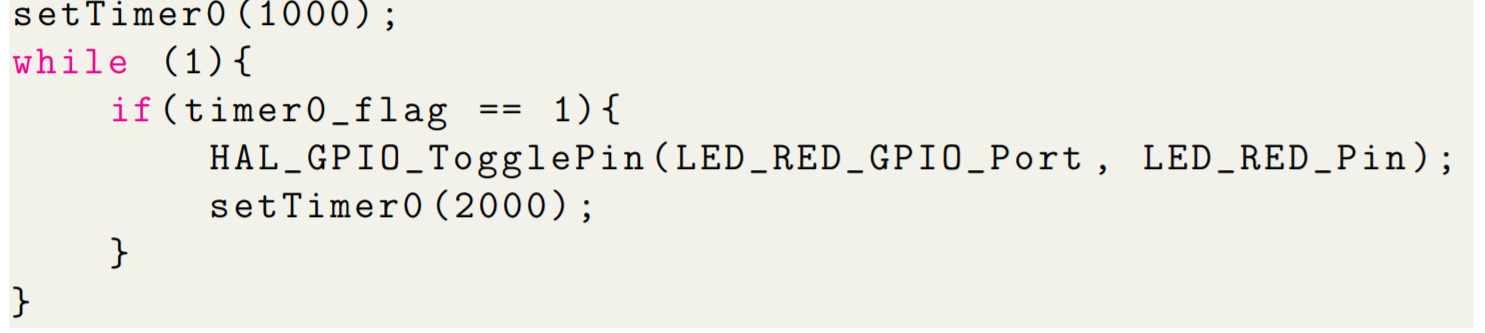 setTimer0(1000);
while (1){
if(timer0_flag == 1){
HAL_GPIO_TogglePin(LED_RED_GPIO_Port, LED_RED_Pin);
setTimer0(2000);
}
}